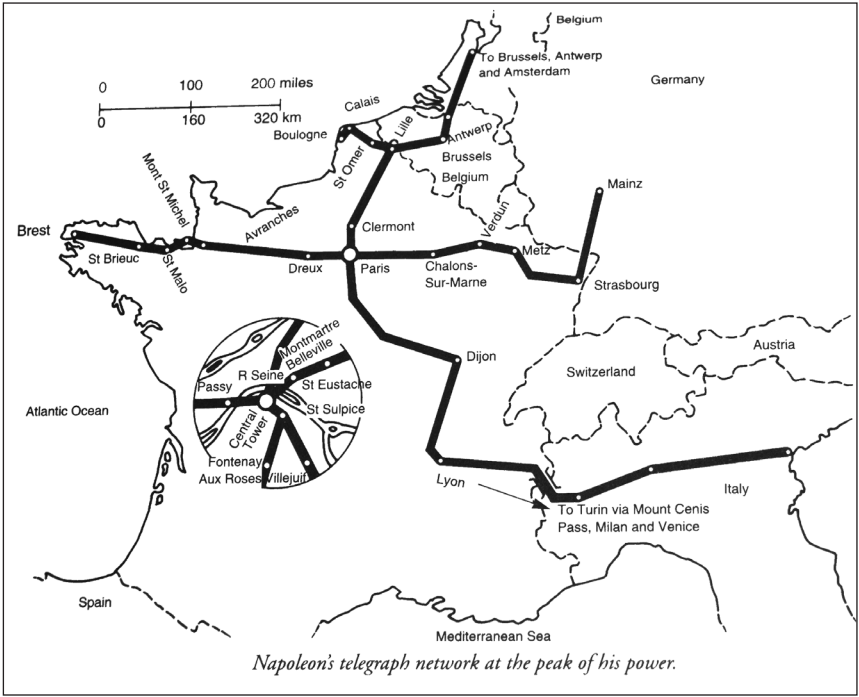 Belgium
To Brussels, Antwerp
and Amsterdam
Germany
0 100 200 miles
0 160 320 km
Calais
Boulogne
Lille
St Omer
Antwerp
Brussels
Belgium
Mont St Michel
Mainz
Brest
St Brieuc
St Malo
Avranches
Clermont
Dreux
Paris
Chalons-
Sur-Marne
Verdun
Metz
Strasbourg
Dijon
Switzerland
Austria
Montmartre
Belleville
R Seine
Passy
St Eustache
St Sulpice
Central
Tower
Fontenay
Aux Roses
Villejuif
Atlantic Ocean
Lyon
To Turin via Mount Cenis
Pass, Milan and Venice
Italy
Spain
Mediterranean Sea
Napoleon's telegraph network at the peak of his power.